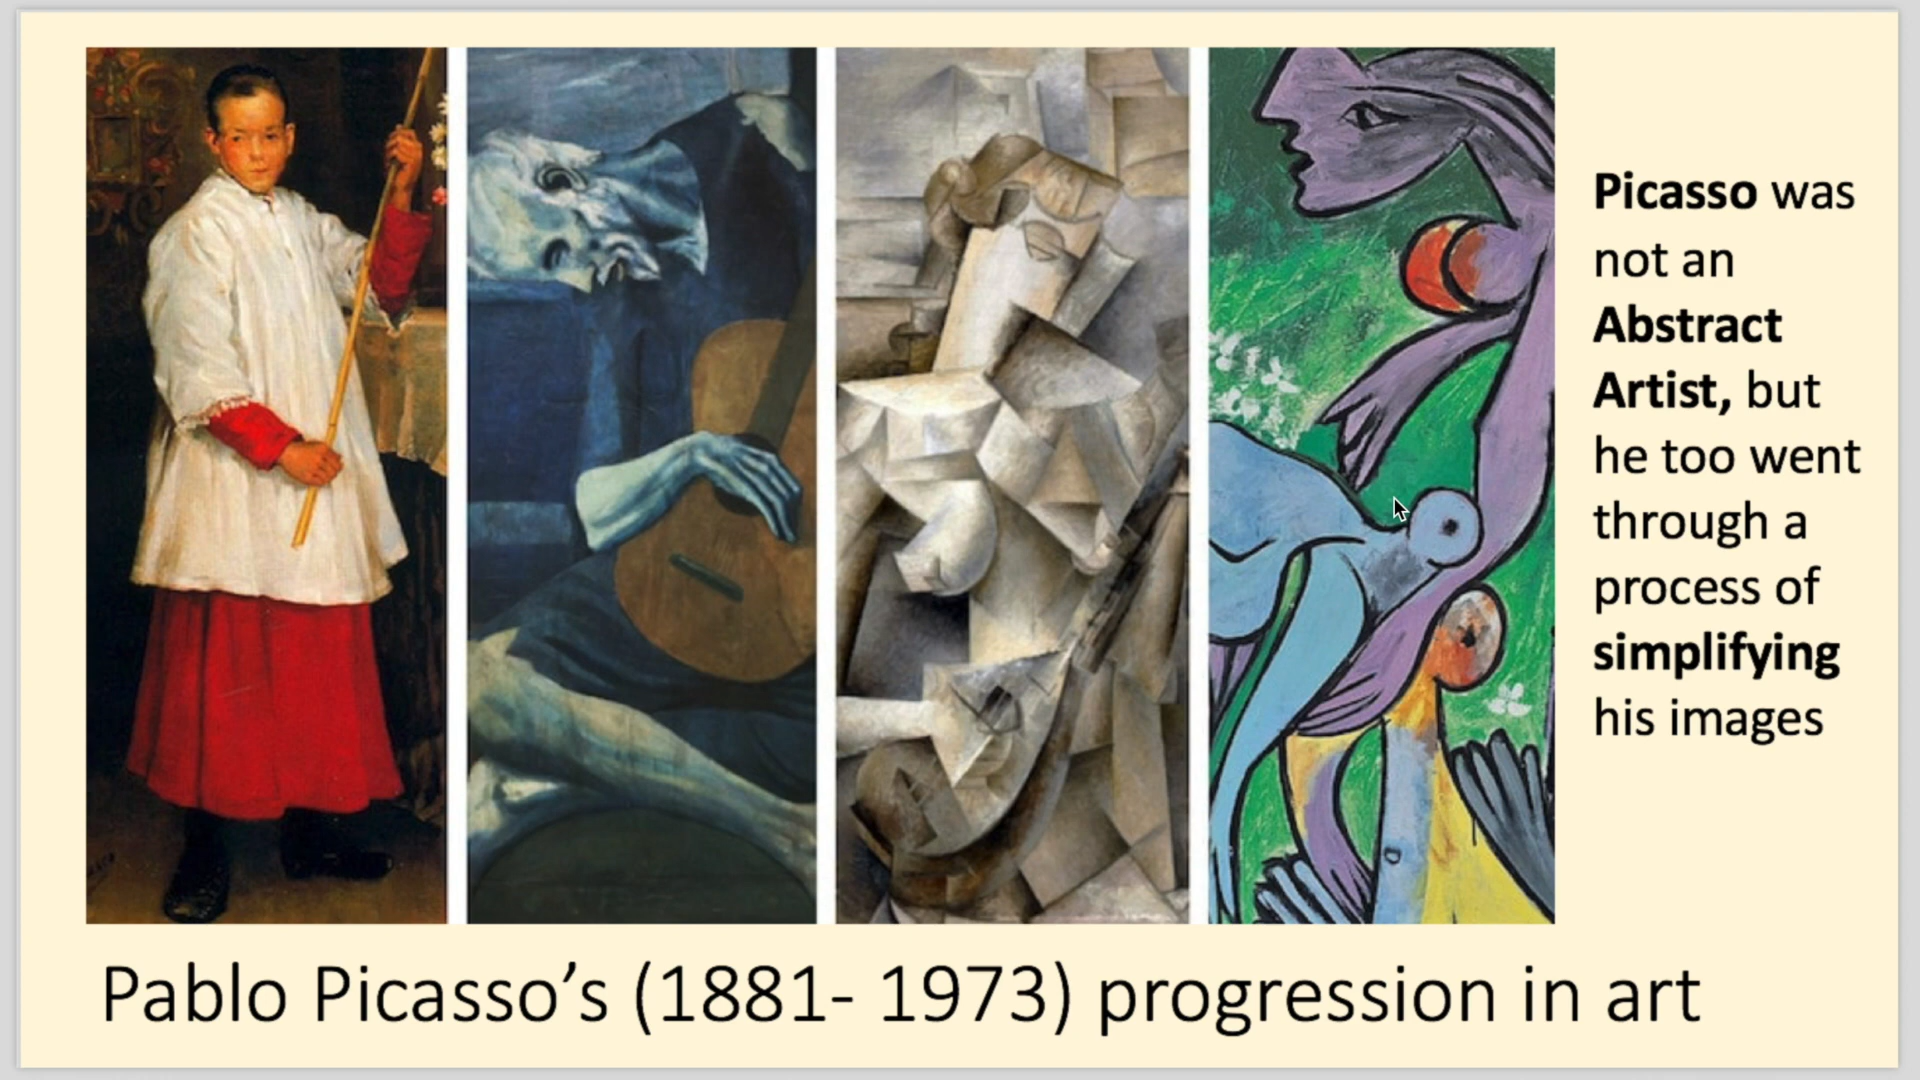 Picasso was
not an
Abstract
Artist, but
he too went
through a
process of
simplifying
his images
Pablo Picasso’s (1881- 1973) progression in art